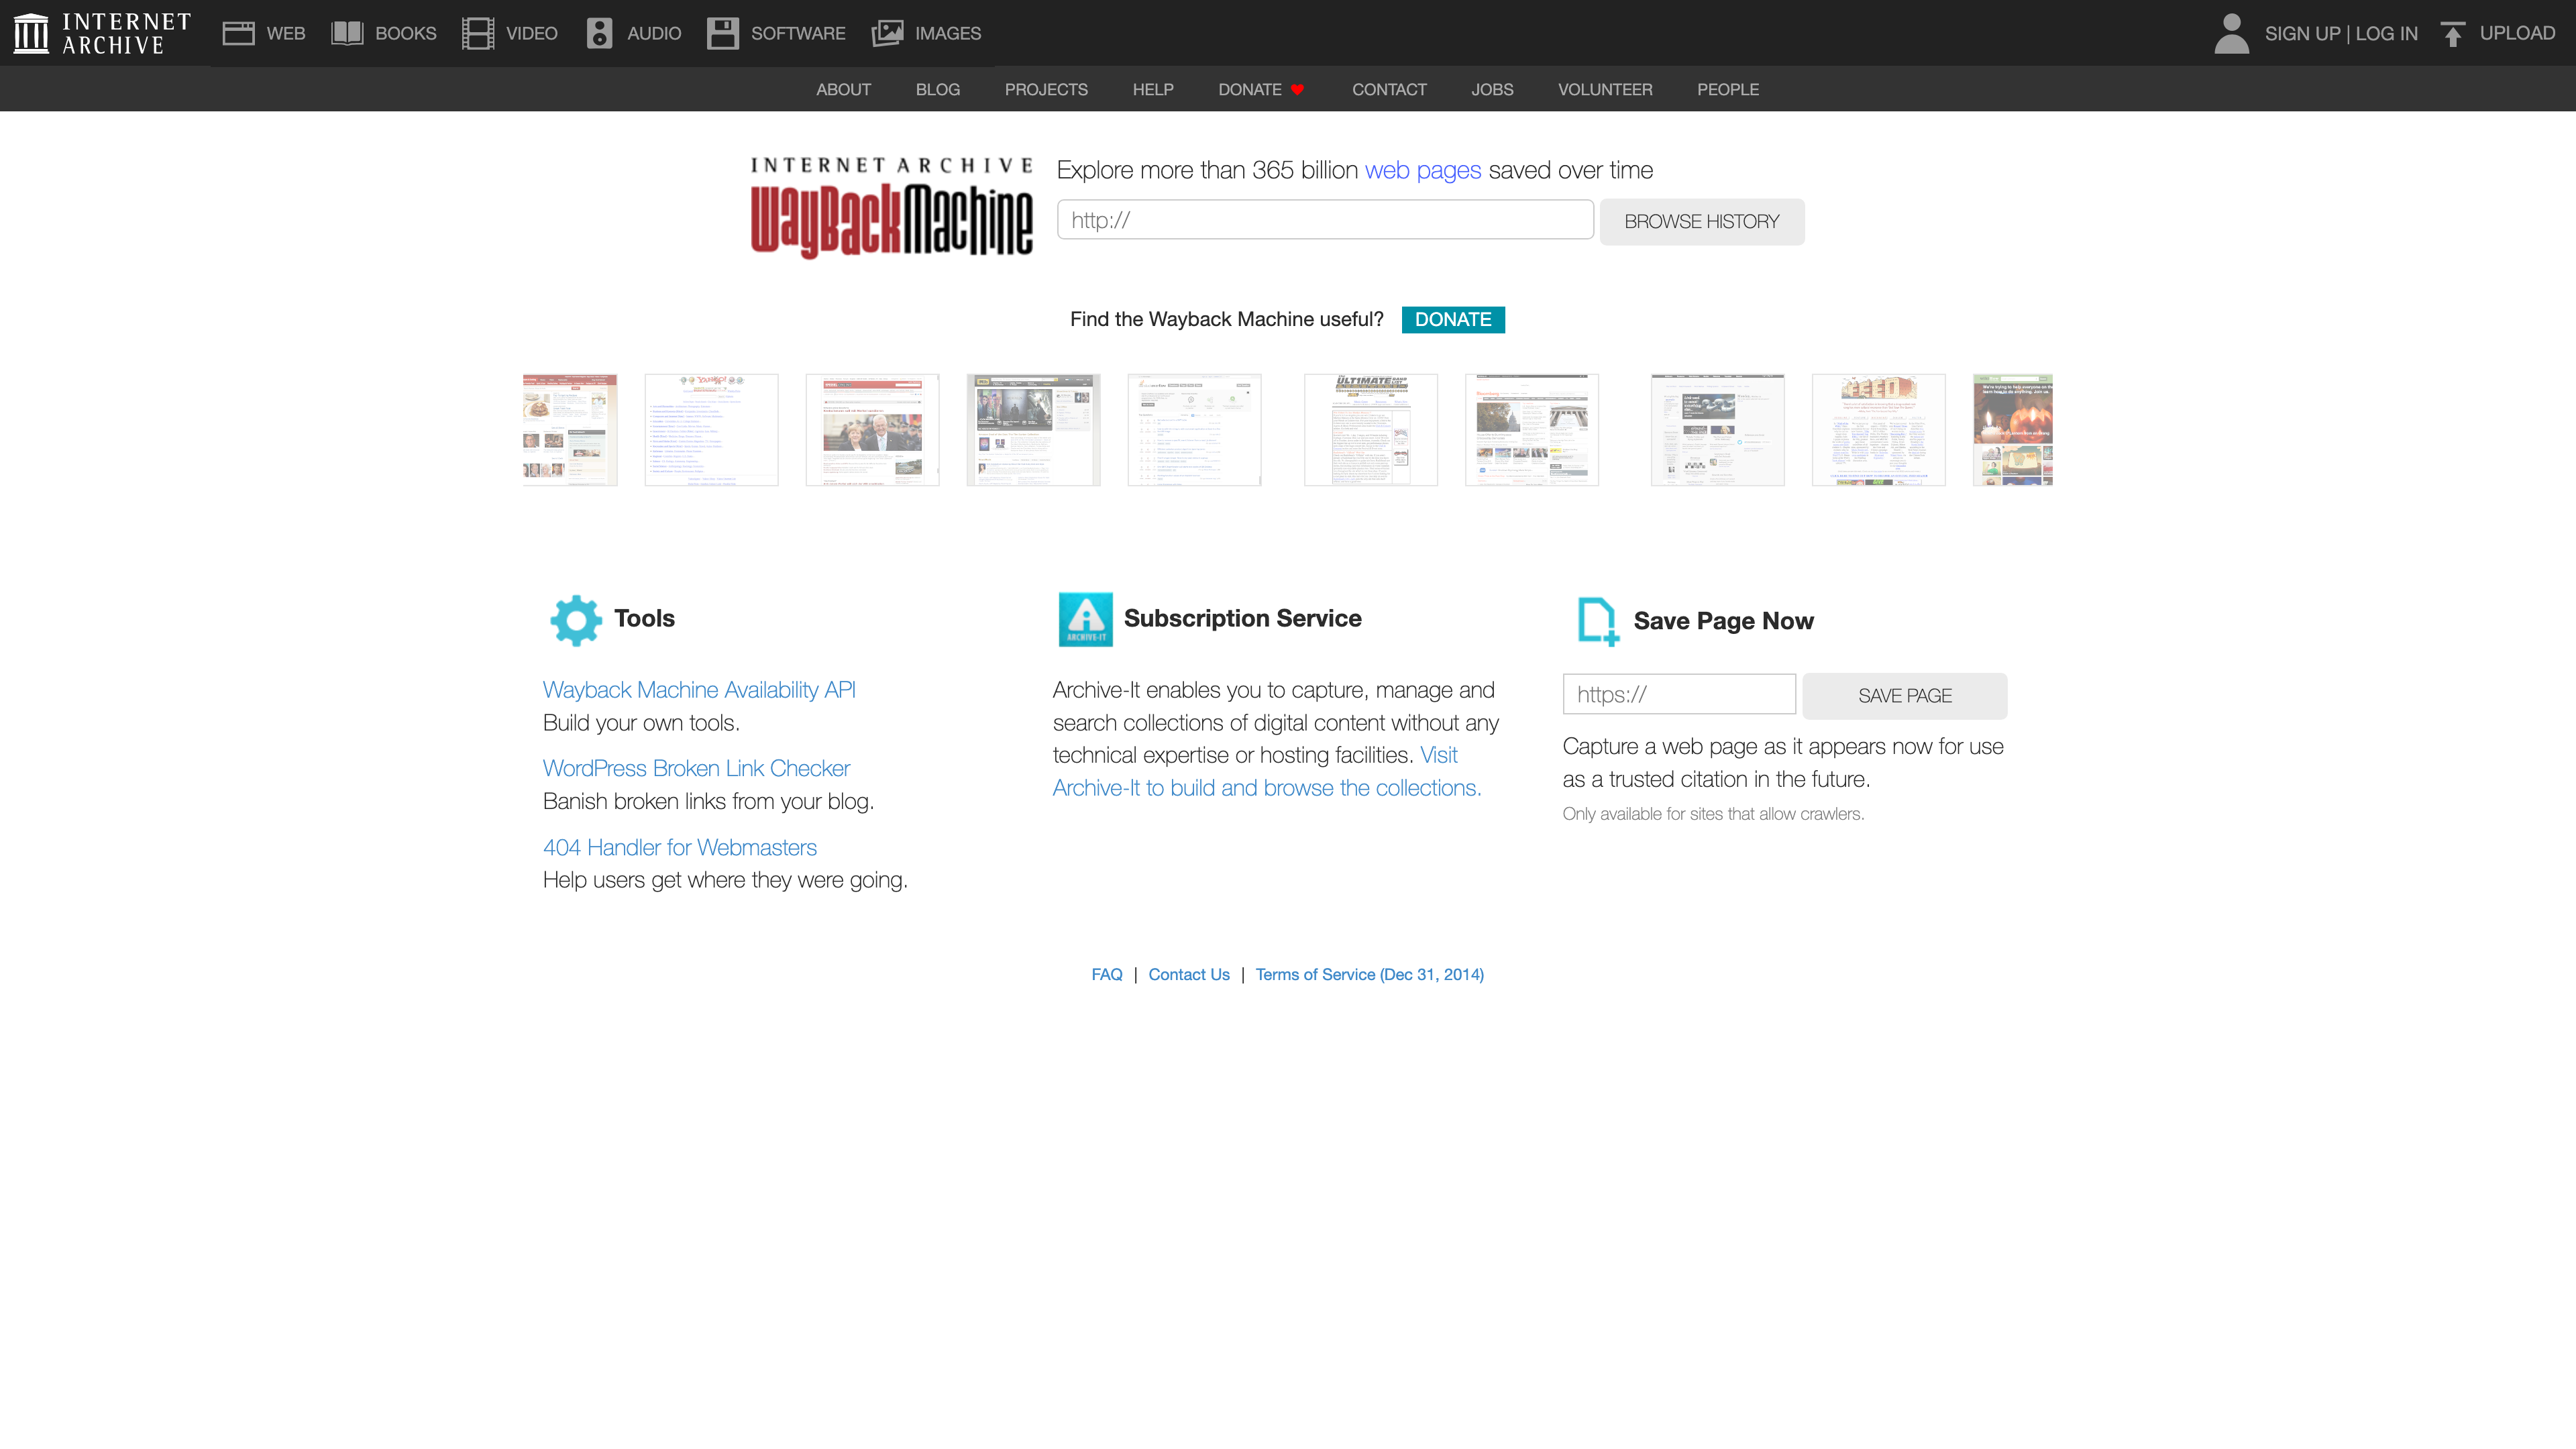 INTERNET ARCHIVE
WEB BOOKS VIDEO AUDIO SOFTWARE IMAGES
SIGN UP | LOG IN UPLOAD
ABOUT BLOG PROJECTS HELP DONATE CONTACT JOBS VOLUNTEER PEOPLE
INTERNET ARCHIVE
WayBackMachine
Explore more than 365 billion web pages saved over time
http://
BROWSE HISTORY
Find the Wayback Machine useful? DONATE
Tools
Wayback Machine Availability API
Build your own tools.
WordPress Broken Link Checker
Banish broken links from your blog.
404 Handler for Webmasters
Help users get where they were going.
ARCHIVE-IT
Subscription Service
Archive-It enables you to capture, manage and
search collections of digital content without any
technical expertise or hosting facilities. Visit
Archive-It to build and browse the collections.
Save Page Now
https://
SAVE PAGE
Capture a web page as it appears now for use
as a trusted citation in the future.
Only available for sites that allow crawlers.
FAQ | Contact Us | Terms of Service (Dec 31, 2014)